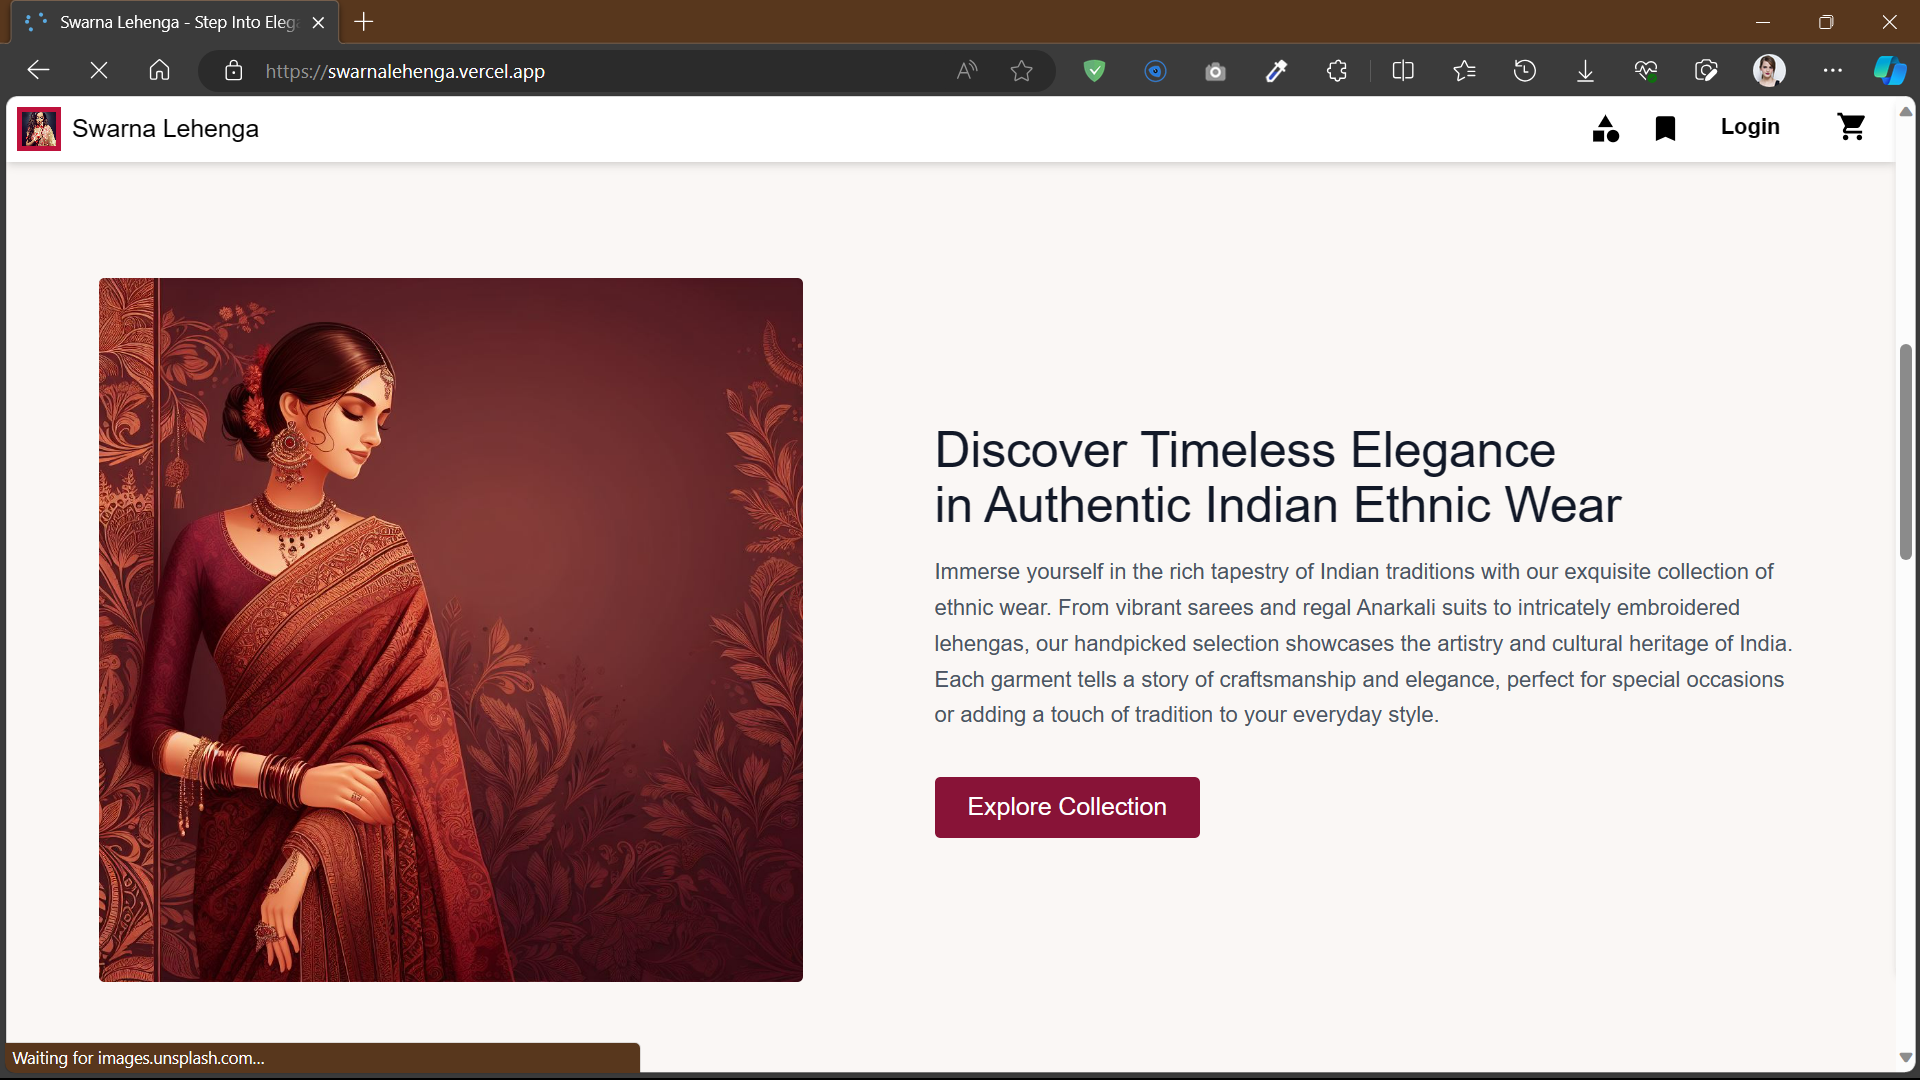 Swarna Lehenga - Step Into Eleg
https://swarnalehenga.vercel.app
Swarna Lehenga
Login
Discover Timeless Elegance
in Authentic Indian Ethnic Wear
Immerse yourself in the rich tapestry of Indian traditions with our exquisite collection of
ethnic wear. From vibrant sarees and regal Anarkali suits to intricately embroidered
lehengas, our handpicked selection showcases the artistry and cultural heritage of India.
Each garment tells a story of craftsmanship and elegance, perfect for special occasions
or adding a touch of tradition to your everyday style.
Explore Collection
Waiting for images.unsplash.com...